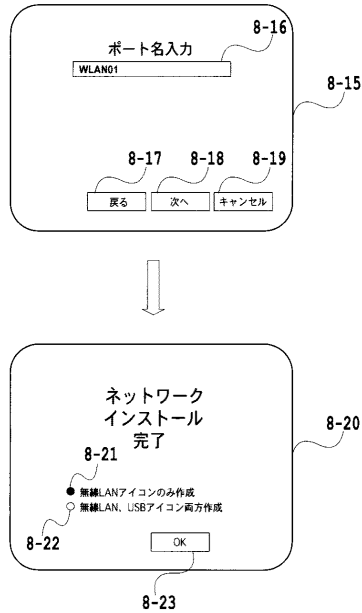 ポート名入力
8-16
WLAN01
8-15
8-17
8-18
8-19
戻る
次へ
キャンセル
ネットワーク
インストール
完了
8-20
8-21
無線LANアイコンのみ作成
無線LAN、USBアイコン両方作成
8-22
OK
8-23